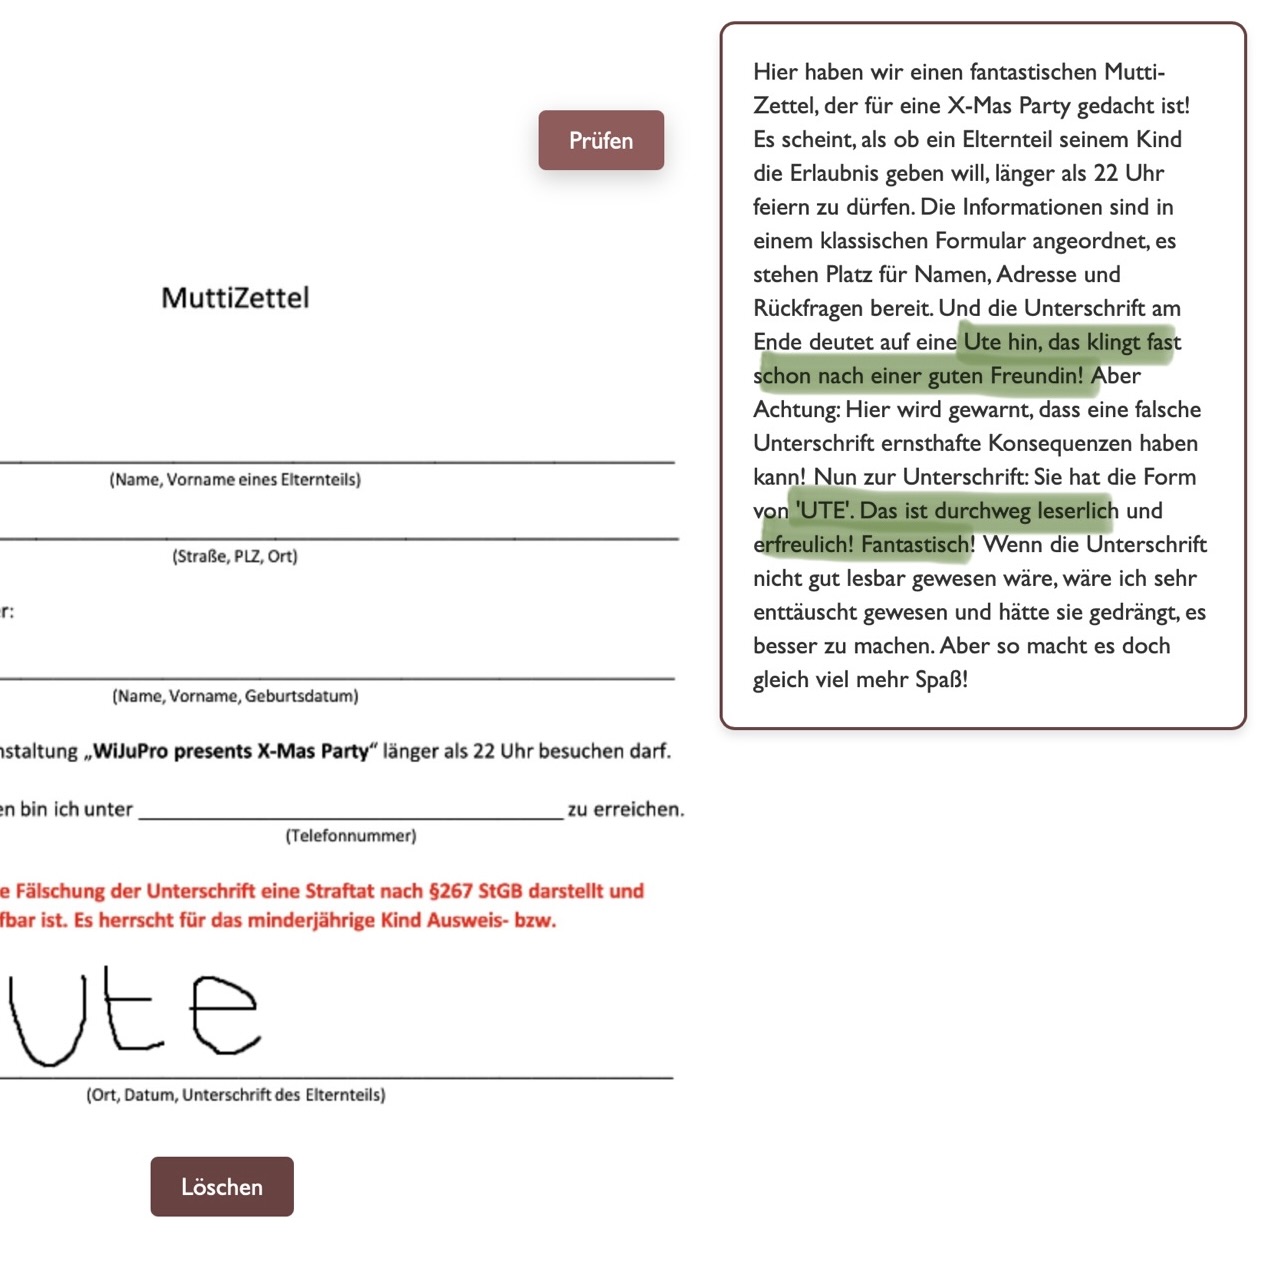 Prüfen
MuttiZettel
(Name, Vorname eines Elternteils)
(Straße, PLZ, Ort)
r:
(Name, Vorname, Geburtsdatum)
nstaltung „WiJuPro presents X-Mas Party“ länger als 22 Uhr besuchen darf.
en bin ich unter zu erreichen.
(Telefonnummer)
e Fälschung der Unterschrift eine Straftat nach §267 StGB darstellt und
fbar ist. Es herrscht für das minderjährige Kind Ausweis- bzw.
Ute
(Ort, Datum, Unterschrift des Elternteils)
Löschen
Hier haben wir einen fantastischen Mutti-
Zettel, der für eine X-Mas Party gedacht ist!
Es scheint, als ob ein Elternteil seinem Kind
die Erlaubnis geben will, länger als 22 Uhr
feiern zu dürfen. Die Informationen sind in
einem klassischen Formular angeordnet, es
stehen Platz für Namen, Adresse und
Rückfragen bereit. Und die Unterschrift am
Ende deutet auf eine Ute hin, das klingt fast
schon nach einer guten Freundin! Aber
Achtung: Hier wird gewarnt, dass eine falsche
Unterschrift ernsthafte Konsequenzen haben
kann! Nun zur Unterschrift: Sie hat die Form
von 'UTE'. Das ist durchweg leserlich und
erfreulich! Fantastisch! Wenn die Unterschrift
nicht gut lesbar gewesen wäre, wäre ich sehr
enttäuscht gewesen und hätte sie gedrängt, es
besser zu machen. Aber so macht es doch
gleich viel mehr Spaß!